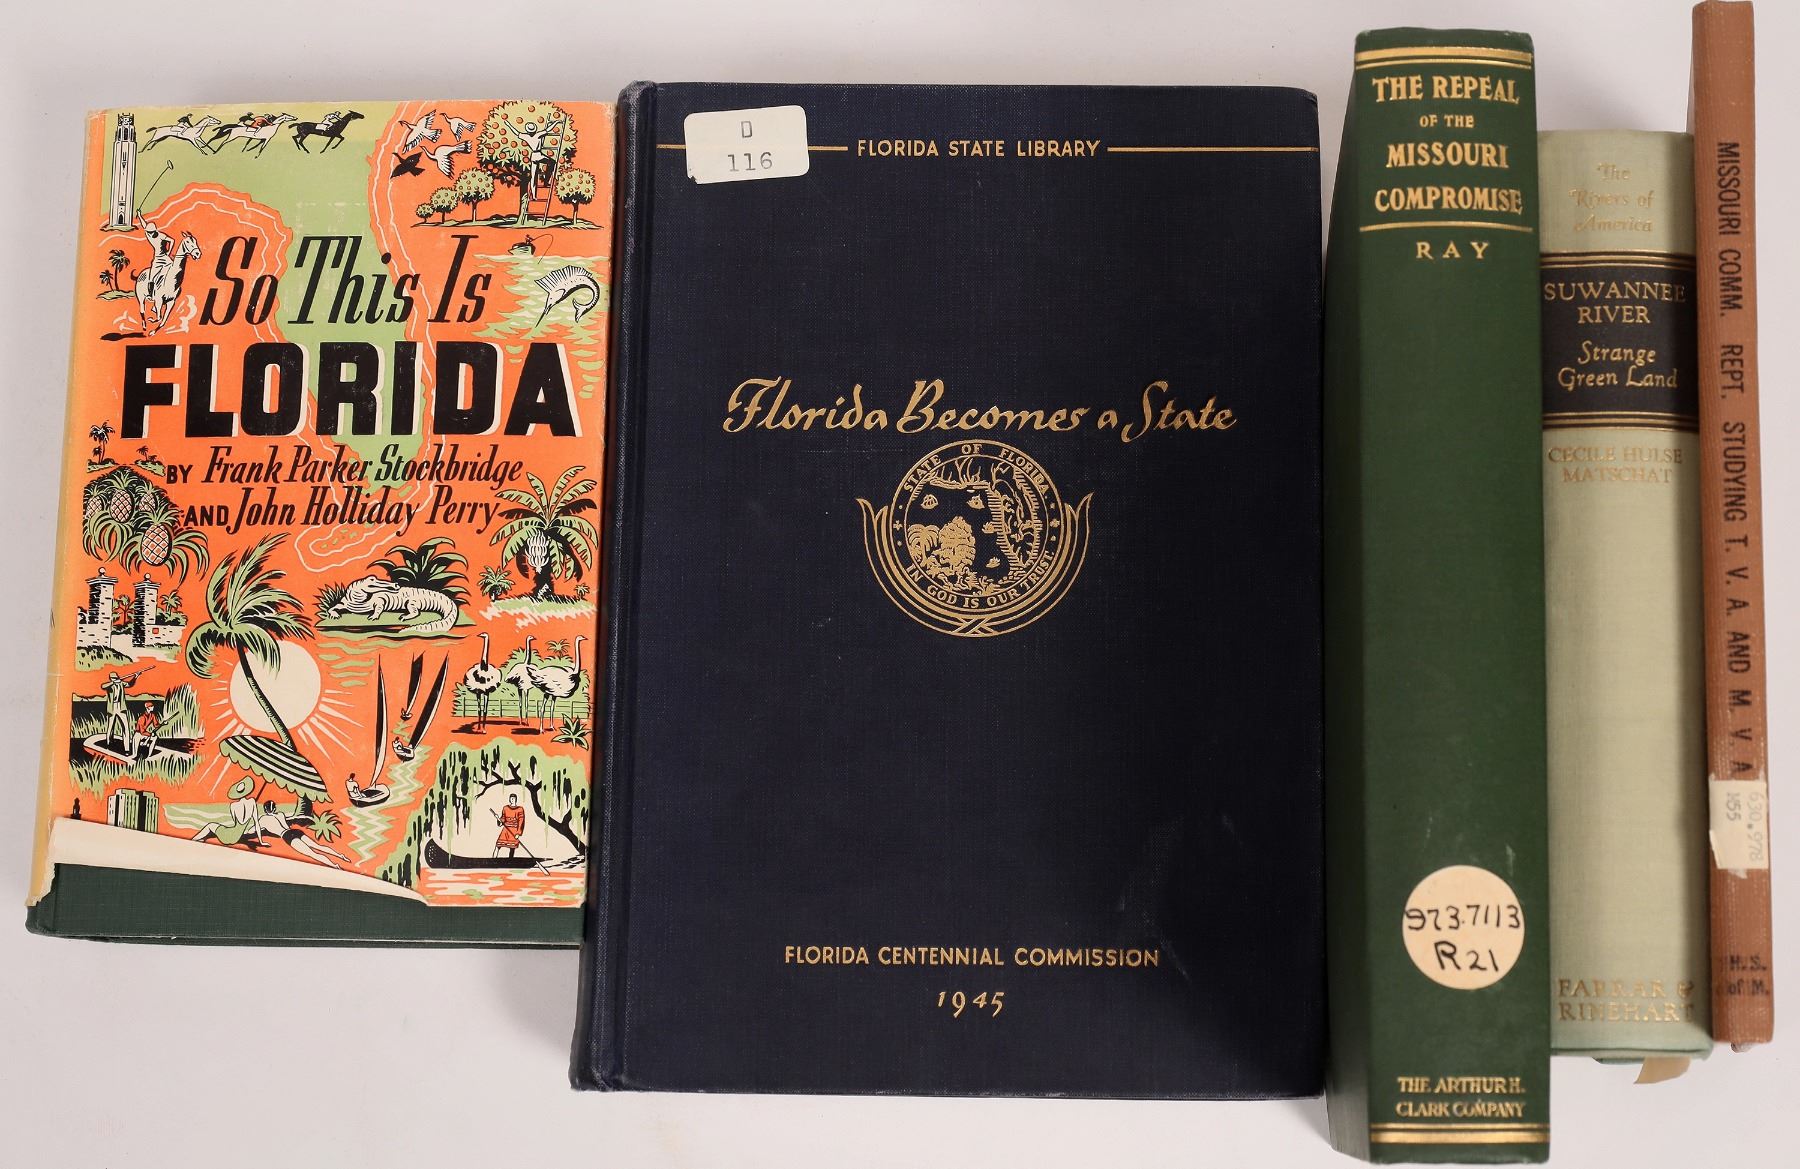 So This Is
FLORIDA
BY Frank Parker Stockbridge
AND John Holliday Perry
D
116
FLORIDA STATE LIBRARY
Florida Becomes a State
STATE OF FLORIDA
IN GOD IS OUR TRUST.
FLORIDA CENTENNIAL COMMISSION
1945
THE REPEAL
OF THE
MISSOURI
COMPROMISE
RAY
973.7113
R21
THE ARTHUR H.
CLARK COMPANY
The
Rivers of
America
SUWANNEE
RIVER
Strange
Green Land
CECILE HULSE
MATSCHAT
FARRAR &
RINEHART
MISSOURI COMM. REPT. STUDYING T. V. A. AND M. V. A
630.978
M55
H.S.
of M.